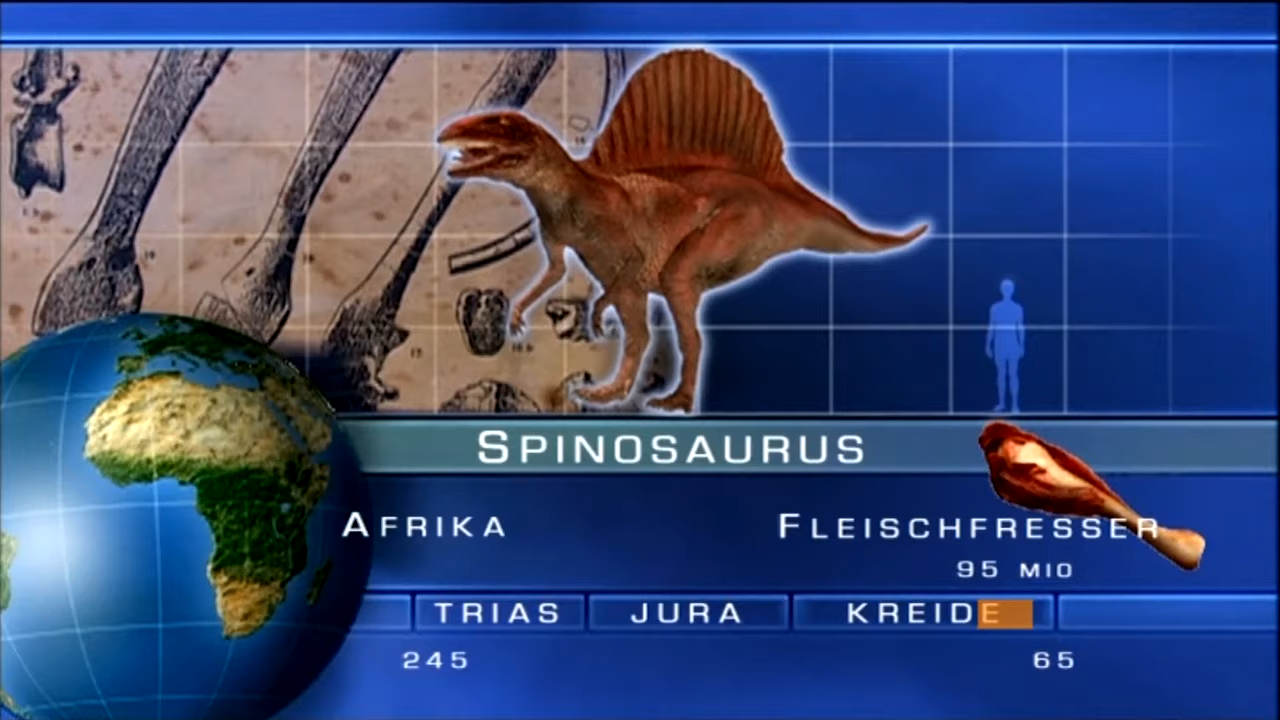 SPINOSAURUS
AFRIKA
FLEISCHFRESSER
95 MIO
TRIAS JURA KREIDE
245 65